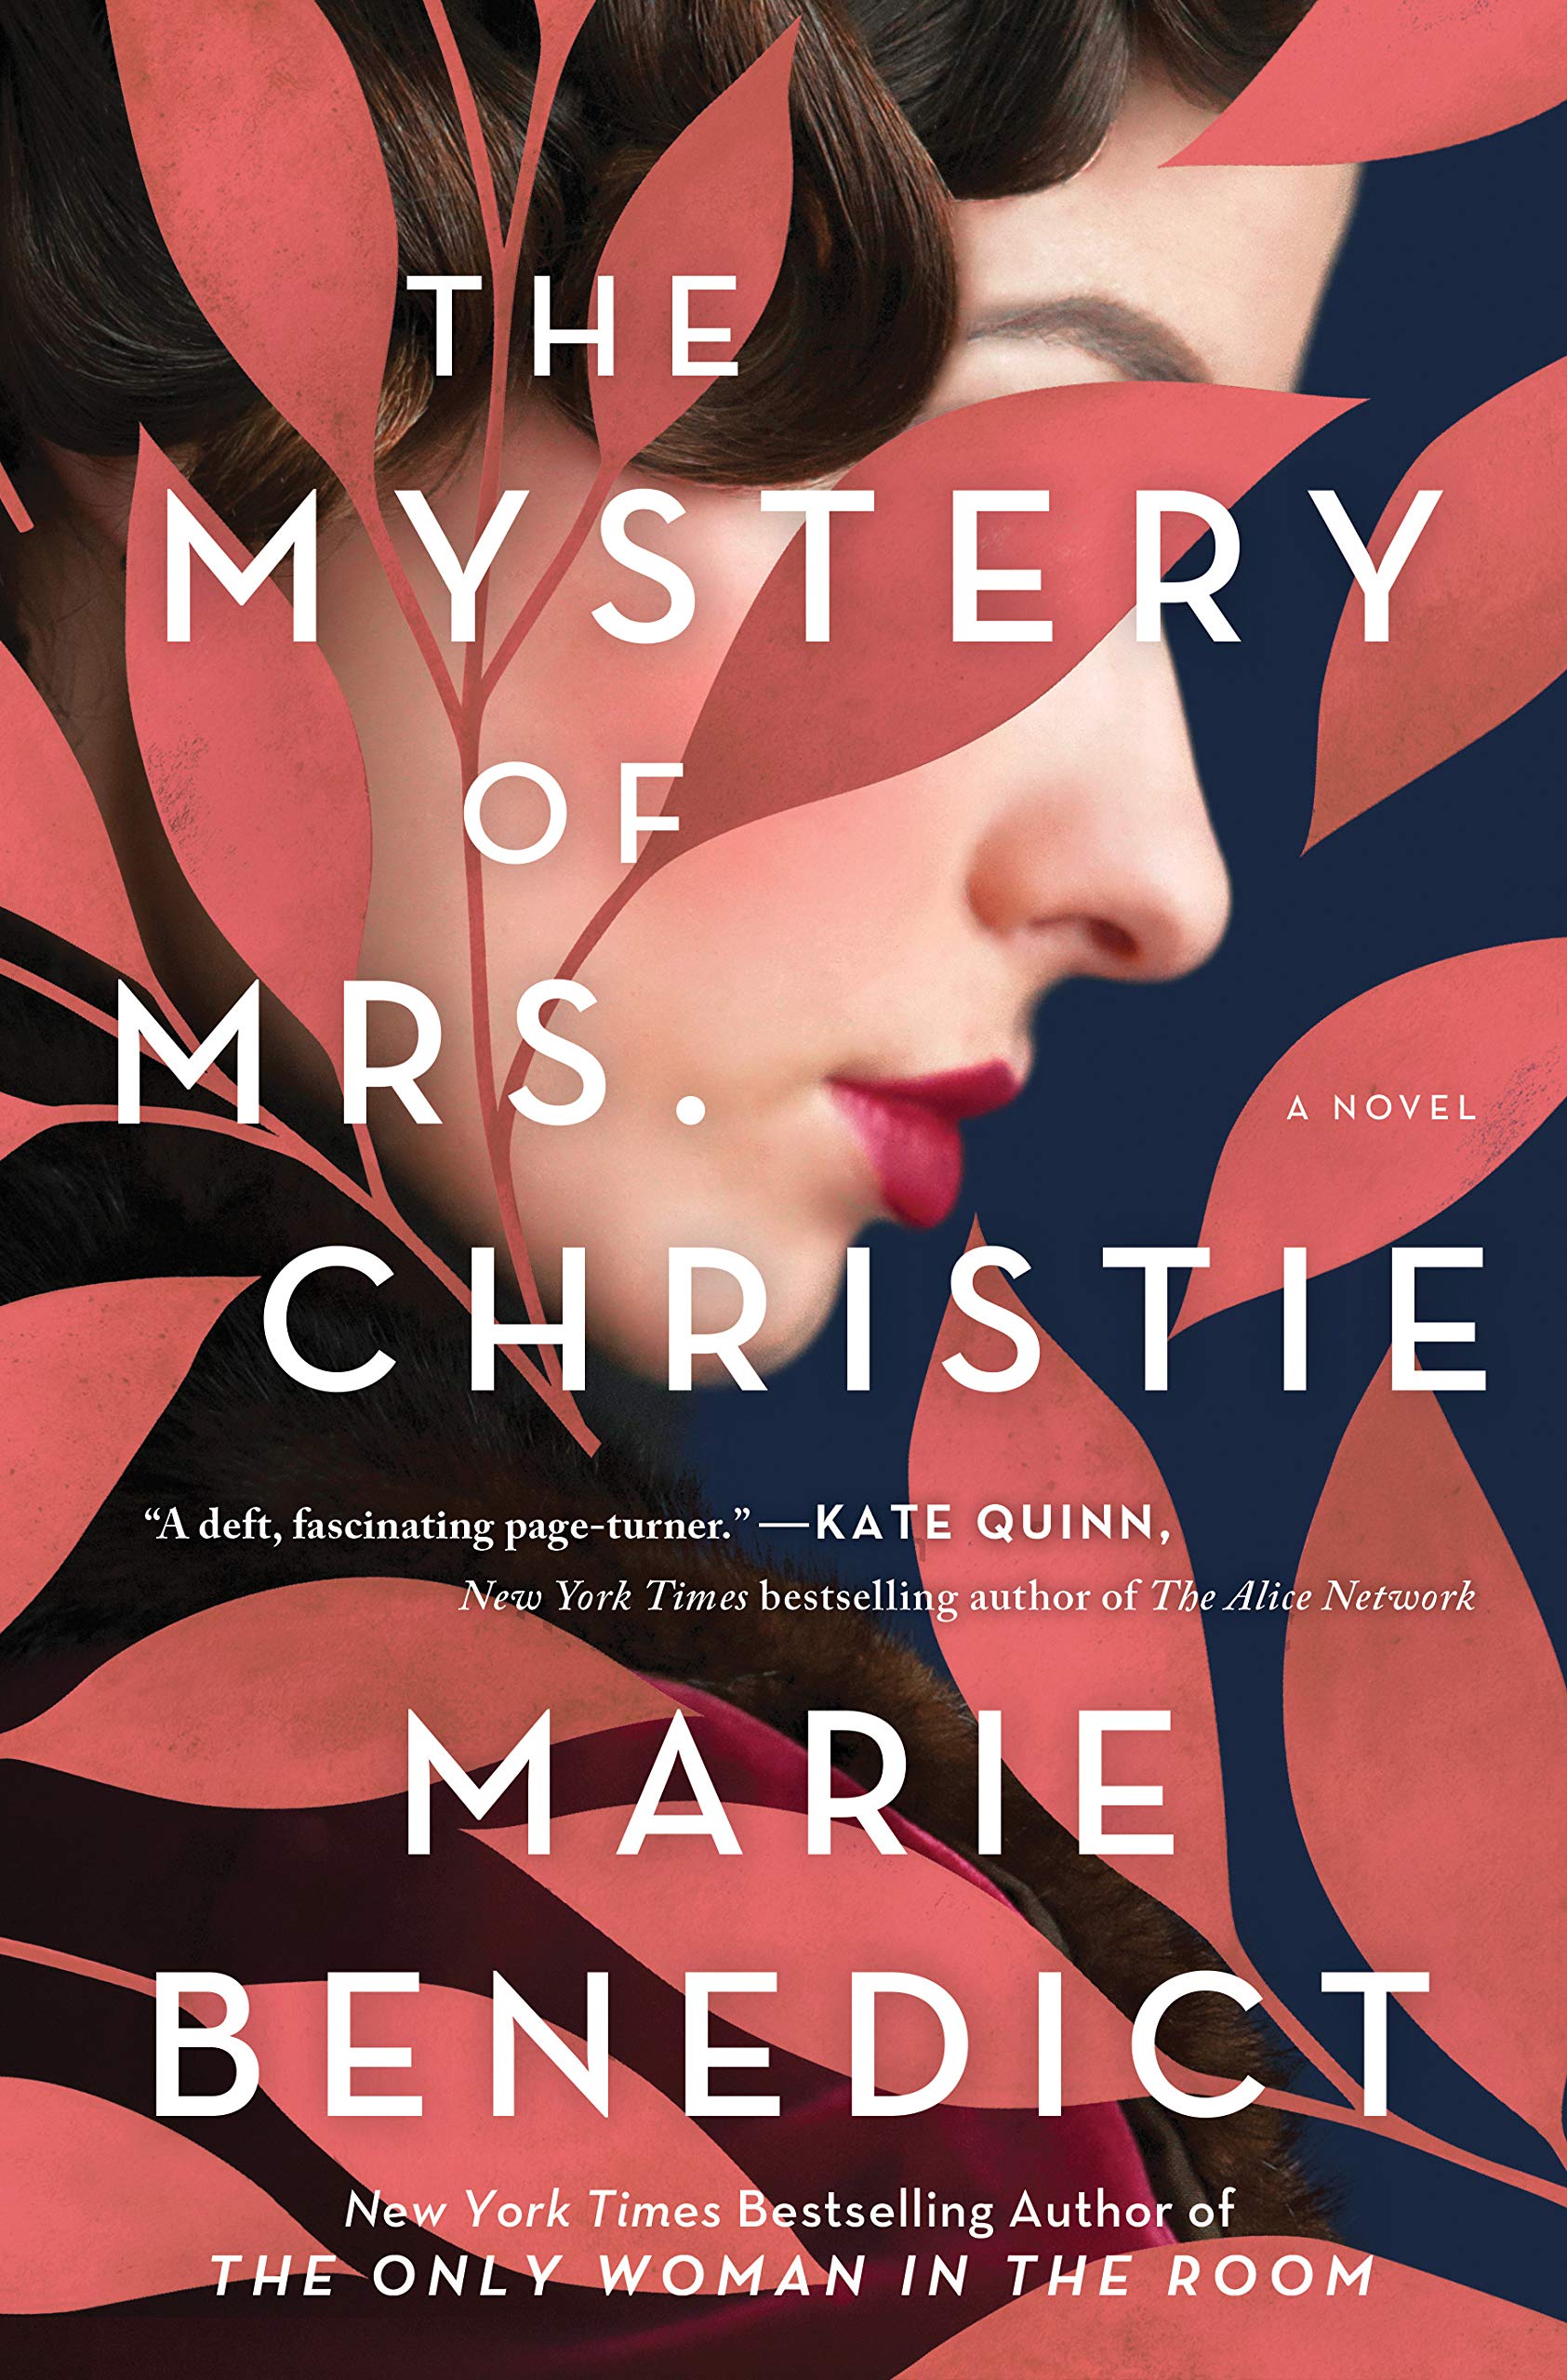 THE
MYSTERY
OF
MRS.
A NOVEL
CHRISTIE
“A deft, fascinating page-turner.”—KATE QUINN,
New York Times bestselling author of The Alice Network
MARIE
BENEDICT
New York Times Bestselling Author of
THE ONLY WOMAN IN THE ROOM